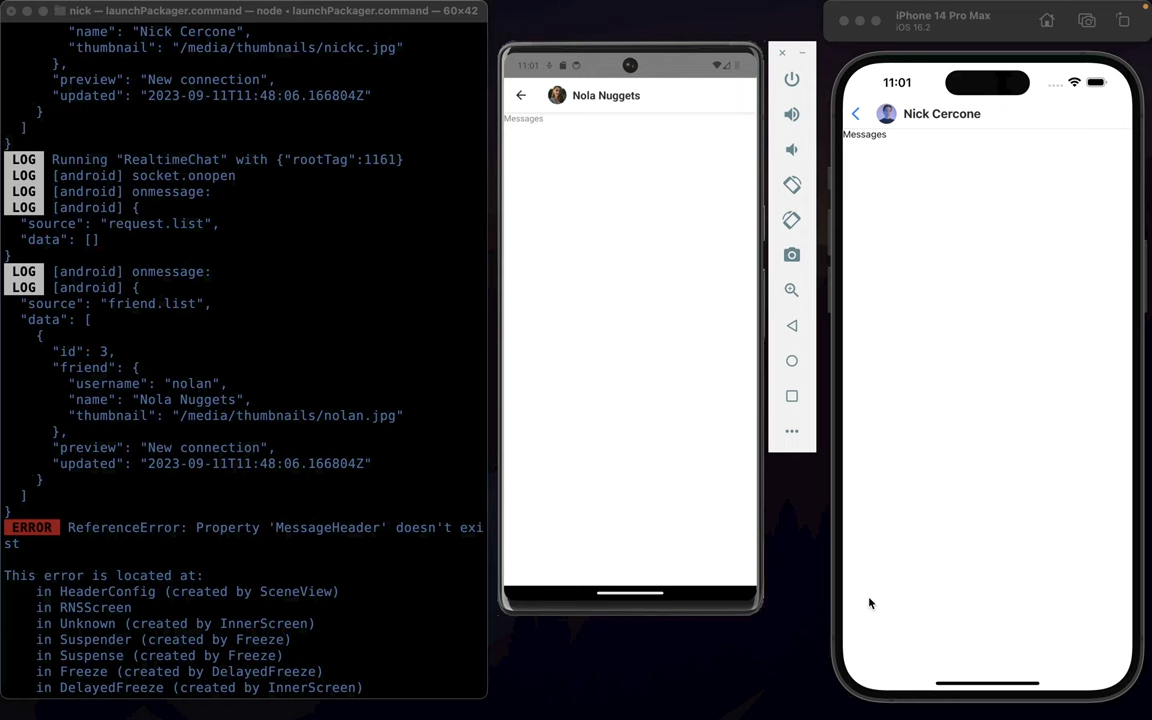 nick — launchPackager.command — node • launchPackager.command — 60×42
"name": "Nick Cercone",
"thumbnail": "/media/thumbnails/nickc.jpg"
},
"preview": "New connection",
"updated": "2023-09-11T11:48:06.166804Z"
}
]
}
LOG Running "RealtimeChat" with {"rootTag":1161}
LOG [android] socket.onopen
LOG [android] onmessage:
LOG [android] {
"source": "request.list",
"data": []
}
LOG [android] onmessage:
LOG [android] {
"source": "friend.list",
"data": [
{
"id": 3,
"friend": {
"username": "nolan",
"name": "Nola Nuggets",
"thumbnail": "/media/thumbnails/nolan.jpg"
},
"preview": "New connection",
"updated": "2023-09-11T11:48:06.166804Z"
}
]
}
ERROR ReferenceError: Property 'MessageHeader' doesn't exi
st
This error is located at:
in HeaderConfig (created by SceneView)
in RNSScreen
in Unknown (created by InnerScreen)
in Suspender (created by Freeze)
in Suspense (created by Freeze)
in Freeze (created by DelayedFreeze)
in DelayedFreeze (created by InnerScreen)
11:01
Nola Nuggets
Messages
iPhone 14 Pro Max
iOS 16.2
11:01
Nick Cercone
Messages